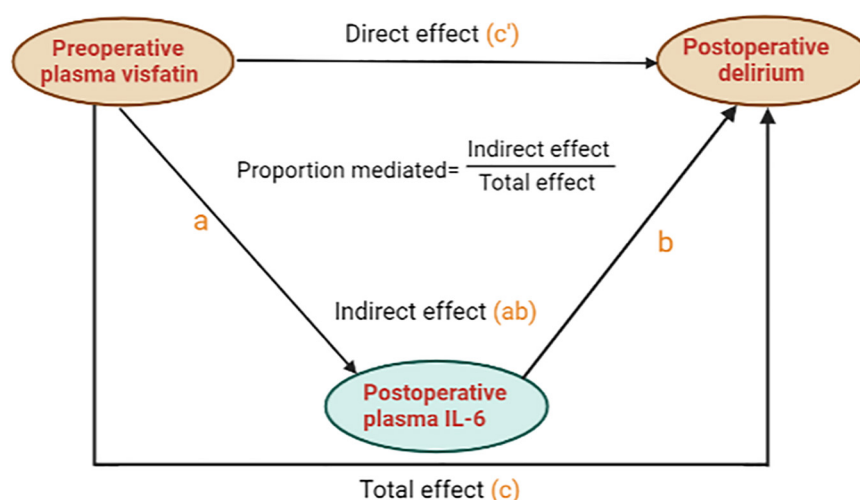 Direct effect (c')
Preoperative
plasma visfatin
Postoperative
delirium
Proportion mediated= Indirect effect
Total effect
a
b
Indirect effect (ab)
Postoperative
plasma IL-6
Total effect (c)